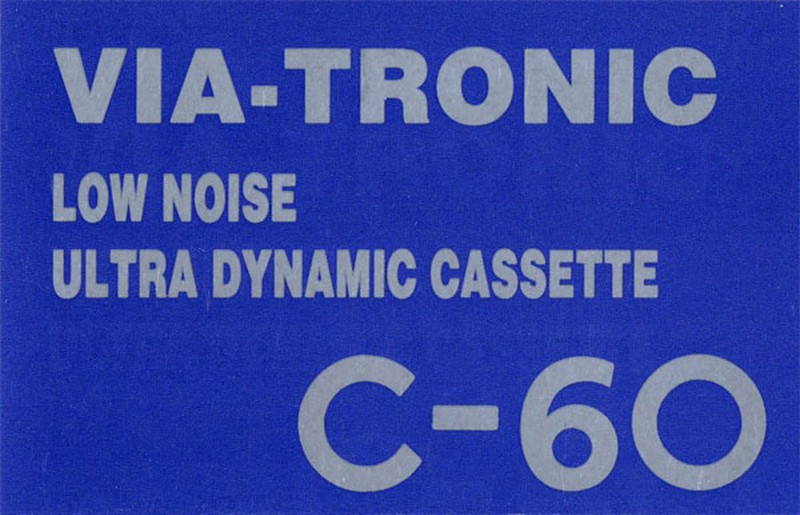 VIA-TRONIC
LOW NOISE
ULTRA DYNAMIC CASSETTE
C-60